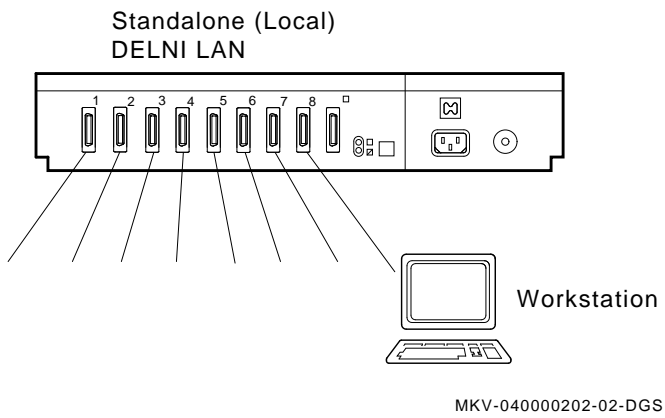 Standalone (Local)
DELNI LAN
1 2 3 4 5 6 7 8
Workstation
MKV-040000202-02-DGS